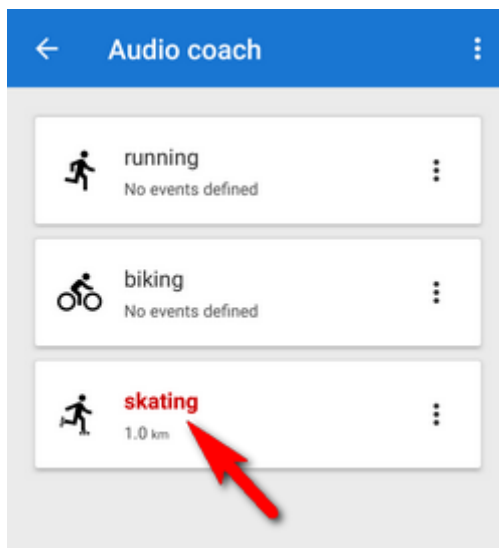 Audio coach
running
No events defined
biking
No events defined
skating
1.0 km